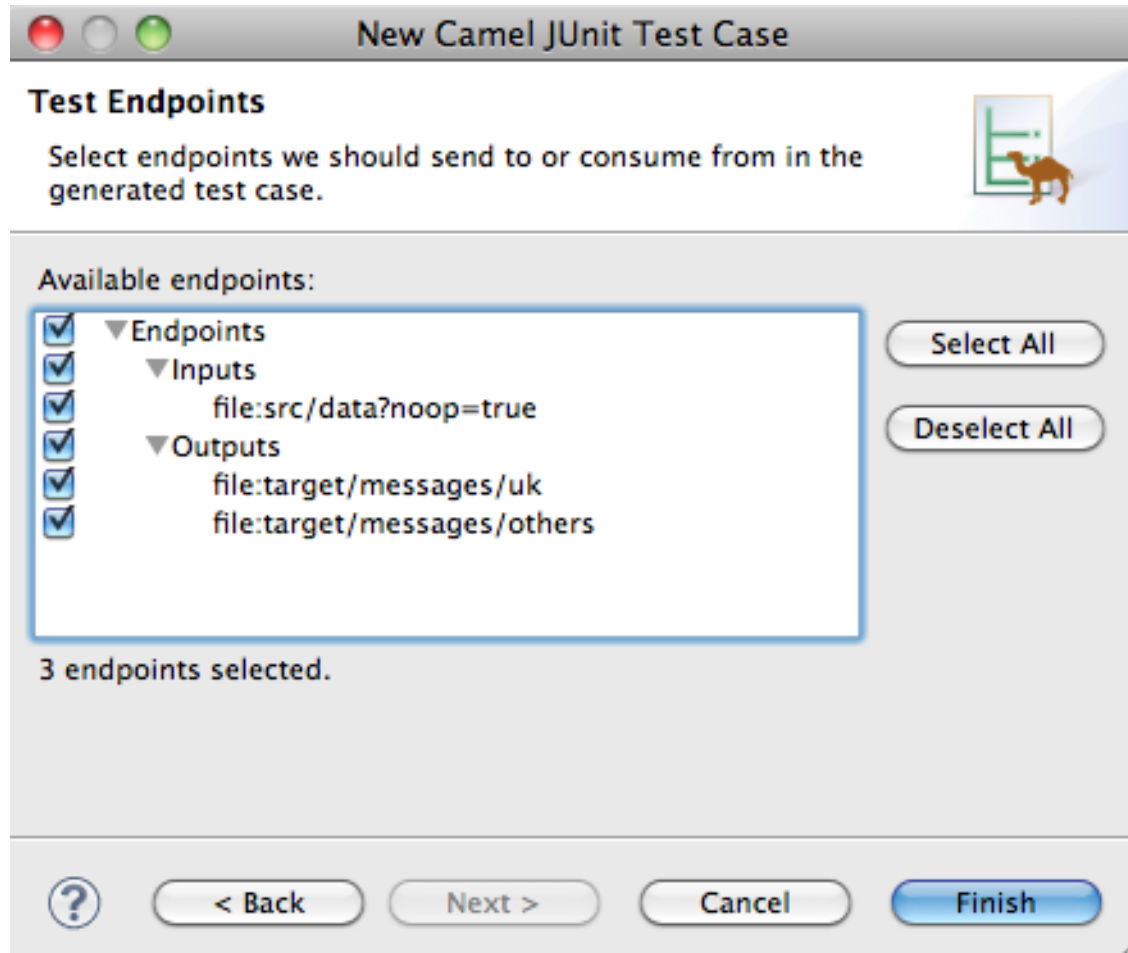 New Camel JUnit Test Case
Test Endpoints
Select endpoints we should send to or consume from in the
generated test case.
Available endpoints:
Endpoints
Inputs
file:src/data?noop=true
Outputs
file:target/messages/uk
file:target/messages/others
Select All
Deselect All
3 endpoints selected.
?
< Back
Next >
Cancel
Finish